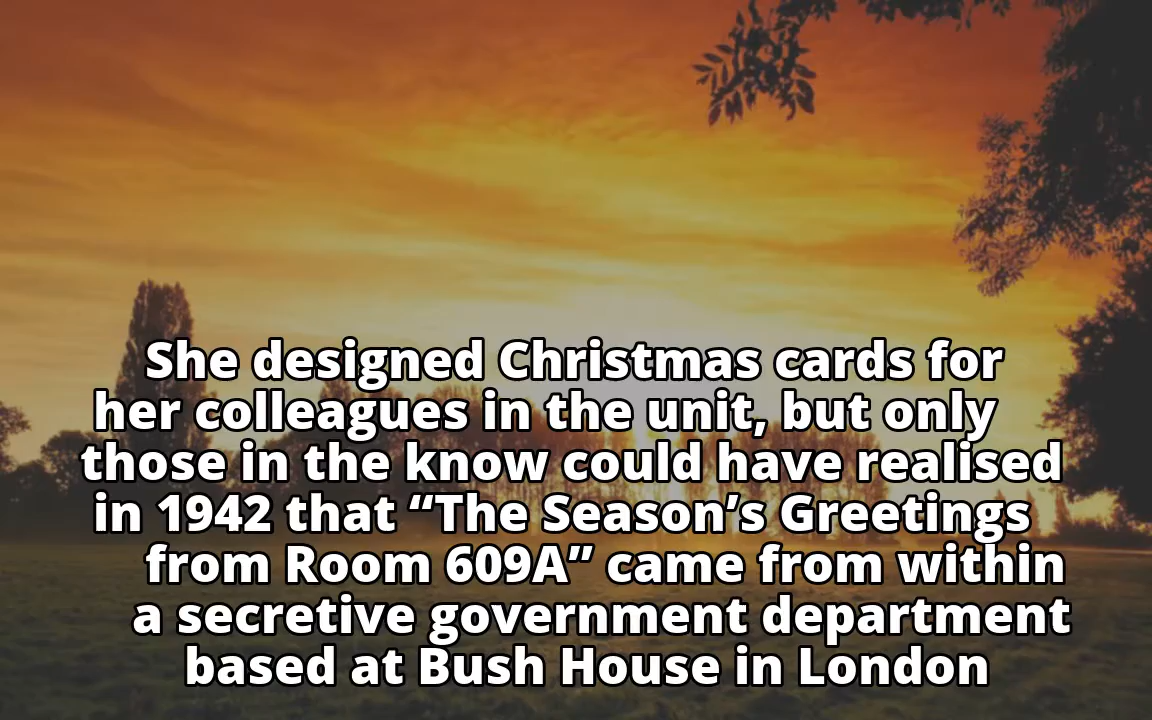 She designed Christmas cards for
her colleagues in the unit, but only
those in the know could have realised
in 1942 that “The Season’s Greetings
from Room 609A” came from within
a secretive government department
based at Bush House in London